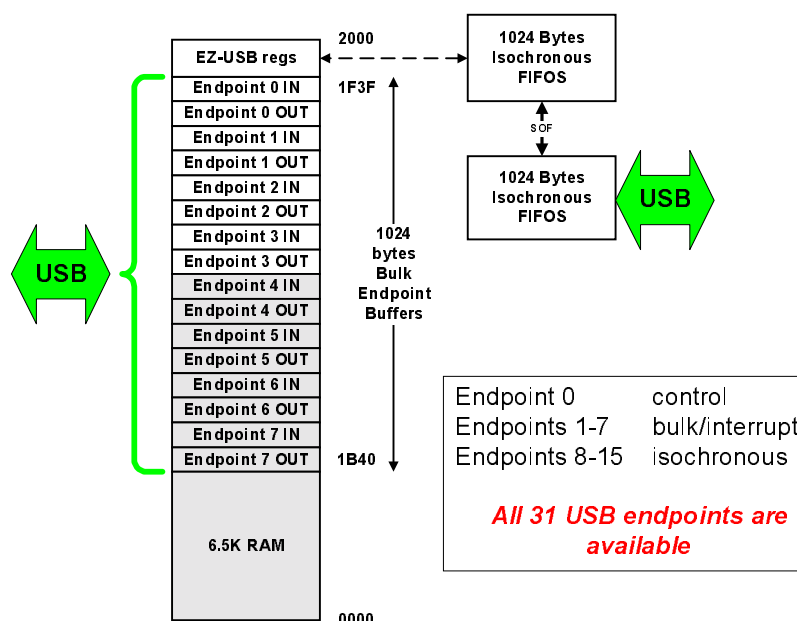 EZ-USB regs
2000
Endpoint 0 IN
1F3F
Endpoint 0 OUT
Endpoint 1 IN
Endpoint 1 OUT
Endpoint 2 IN
Endpoint 2 OUT
Endpoint 3 IN
Endpoint 3 OUT
Endpoint 4 IN
Endpoint 4 OUT
Endpoint 5 IN
Endpoint 5 OUT
Endpoint 6 IN
Endpoint 6 OUT
Endpoint 7 IN
Endpoint 7 OUT
1B40
6.5K RAM
0000
USB
1024
bytes
Bulk
Endpoint
Buffers
1024 Bytes
Isochronous
FIFOS
SOF
1024 Bytes
Isochronous
FIFOS
USB
Endpoint 0 control
Endpoints 1-7 bulk/interrupt
Endpoints 8-15 isochronous
All 31 USB endpoints are
available